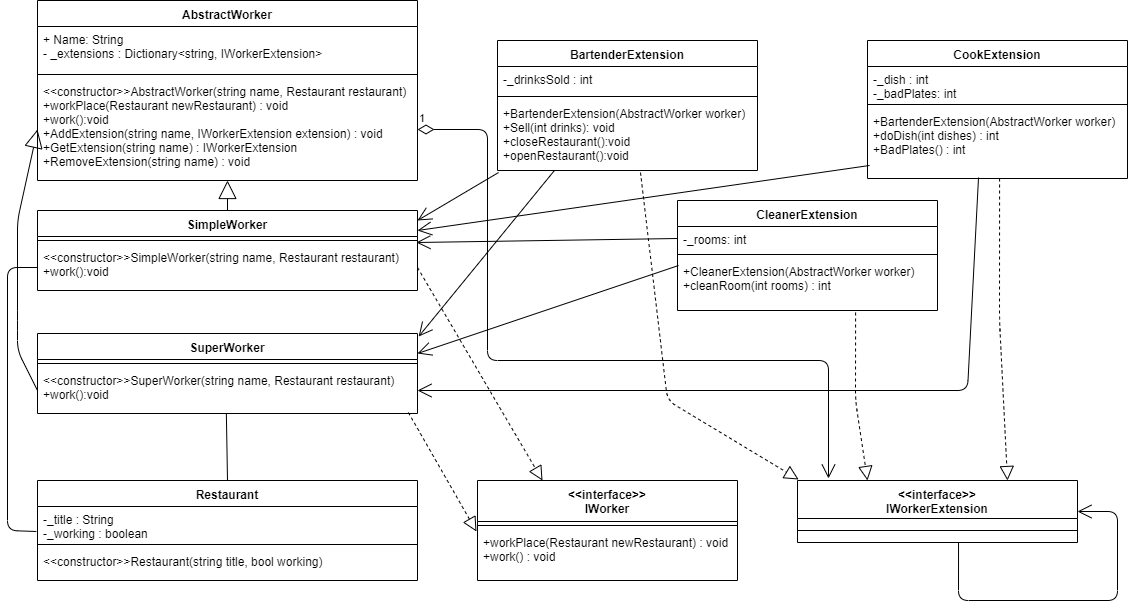 AbstractWorker
+ Name: String
- _extensions : Dictionary<string, IWorkerExtension>
<<constructor>>AbstractWorker(string name, Restaurant restaurant)
+workPlace(Restaurant newRestaurant) : void
+work():void
+AddExtension(string name, IWorkerExtension extension) : void
+GetExtension(string name) : IWorkerExtension
+RemoveExtension(string name) : void
1
BartenderExtension
-_drinksSold : int
+BartenderExtension(AbstractWorker worker)
+Sell(int drinks): void
+closeRestaurant():void
+openRestaurant():void
CookExtension
-_dish : int
-_badPlates: int
+BartenderExtension(AbstractWorker worker)
+doDish(int dishes) : int
+BadPlates() : int
SimpleWorker
<<constructor>>SimpleWorker(string name, Restaurant restaurant)
+work():void
CleanerExtension
-_rooms: int
+CleanerExtension(AbstractWorker worker)
+cleanRoom(int rooms) : int
SuperWorker
<<constructor>>SuperWorker(string name, Restaurant restaurant)
+work():void
Restaurant
-_title : String
-_working : boolean
<<constructor>>Restaurant(string title, bool working)
<<interface>>
IWorker
+workPlace(Restaurant newRestaurant) : void
+work() : void
<<interface>>
IWorkerExtension